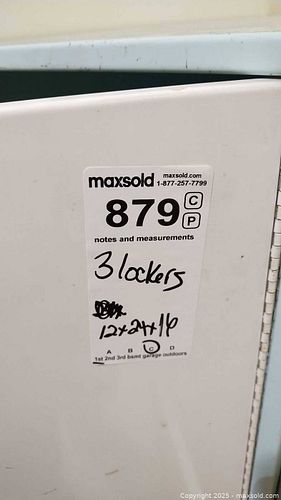 maxsold maxsold.com
1-877-257-7799
879 C
P
notes and measurements
3 lockers
12x24x16
A B C D
1st 2nd 3rd bsmt garage outdoors
Copyright 2025 - maxsold.com